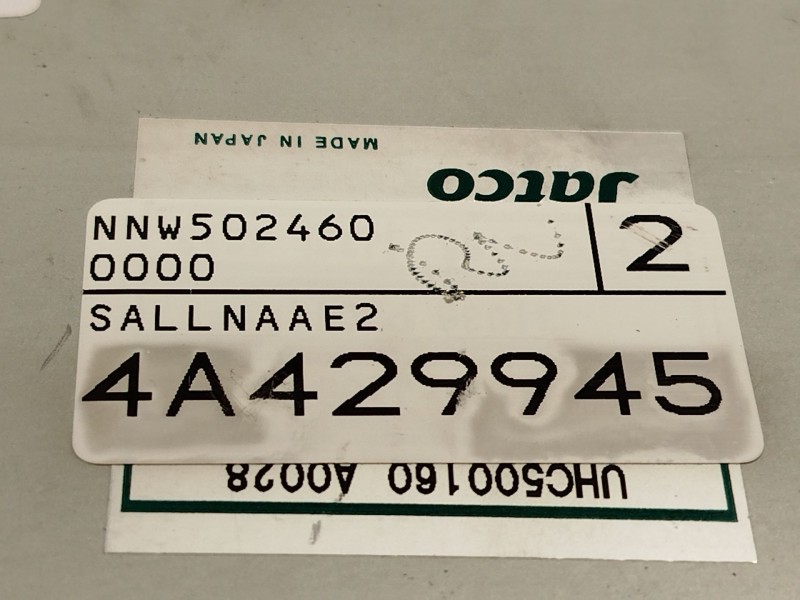 MADE IN JAPAN
Jatco
NNW502460
0000
2
SALLNAAE2
4A429945
UHC500160 A0028